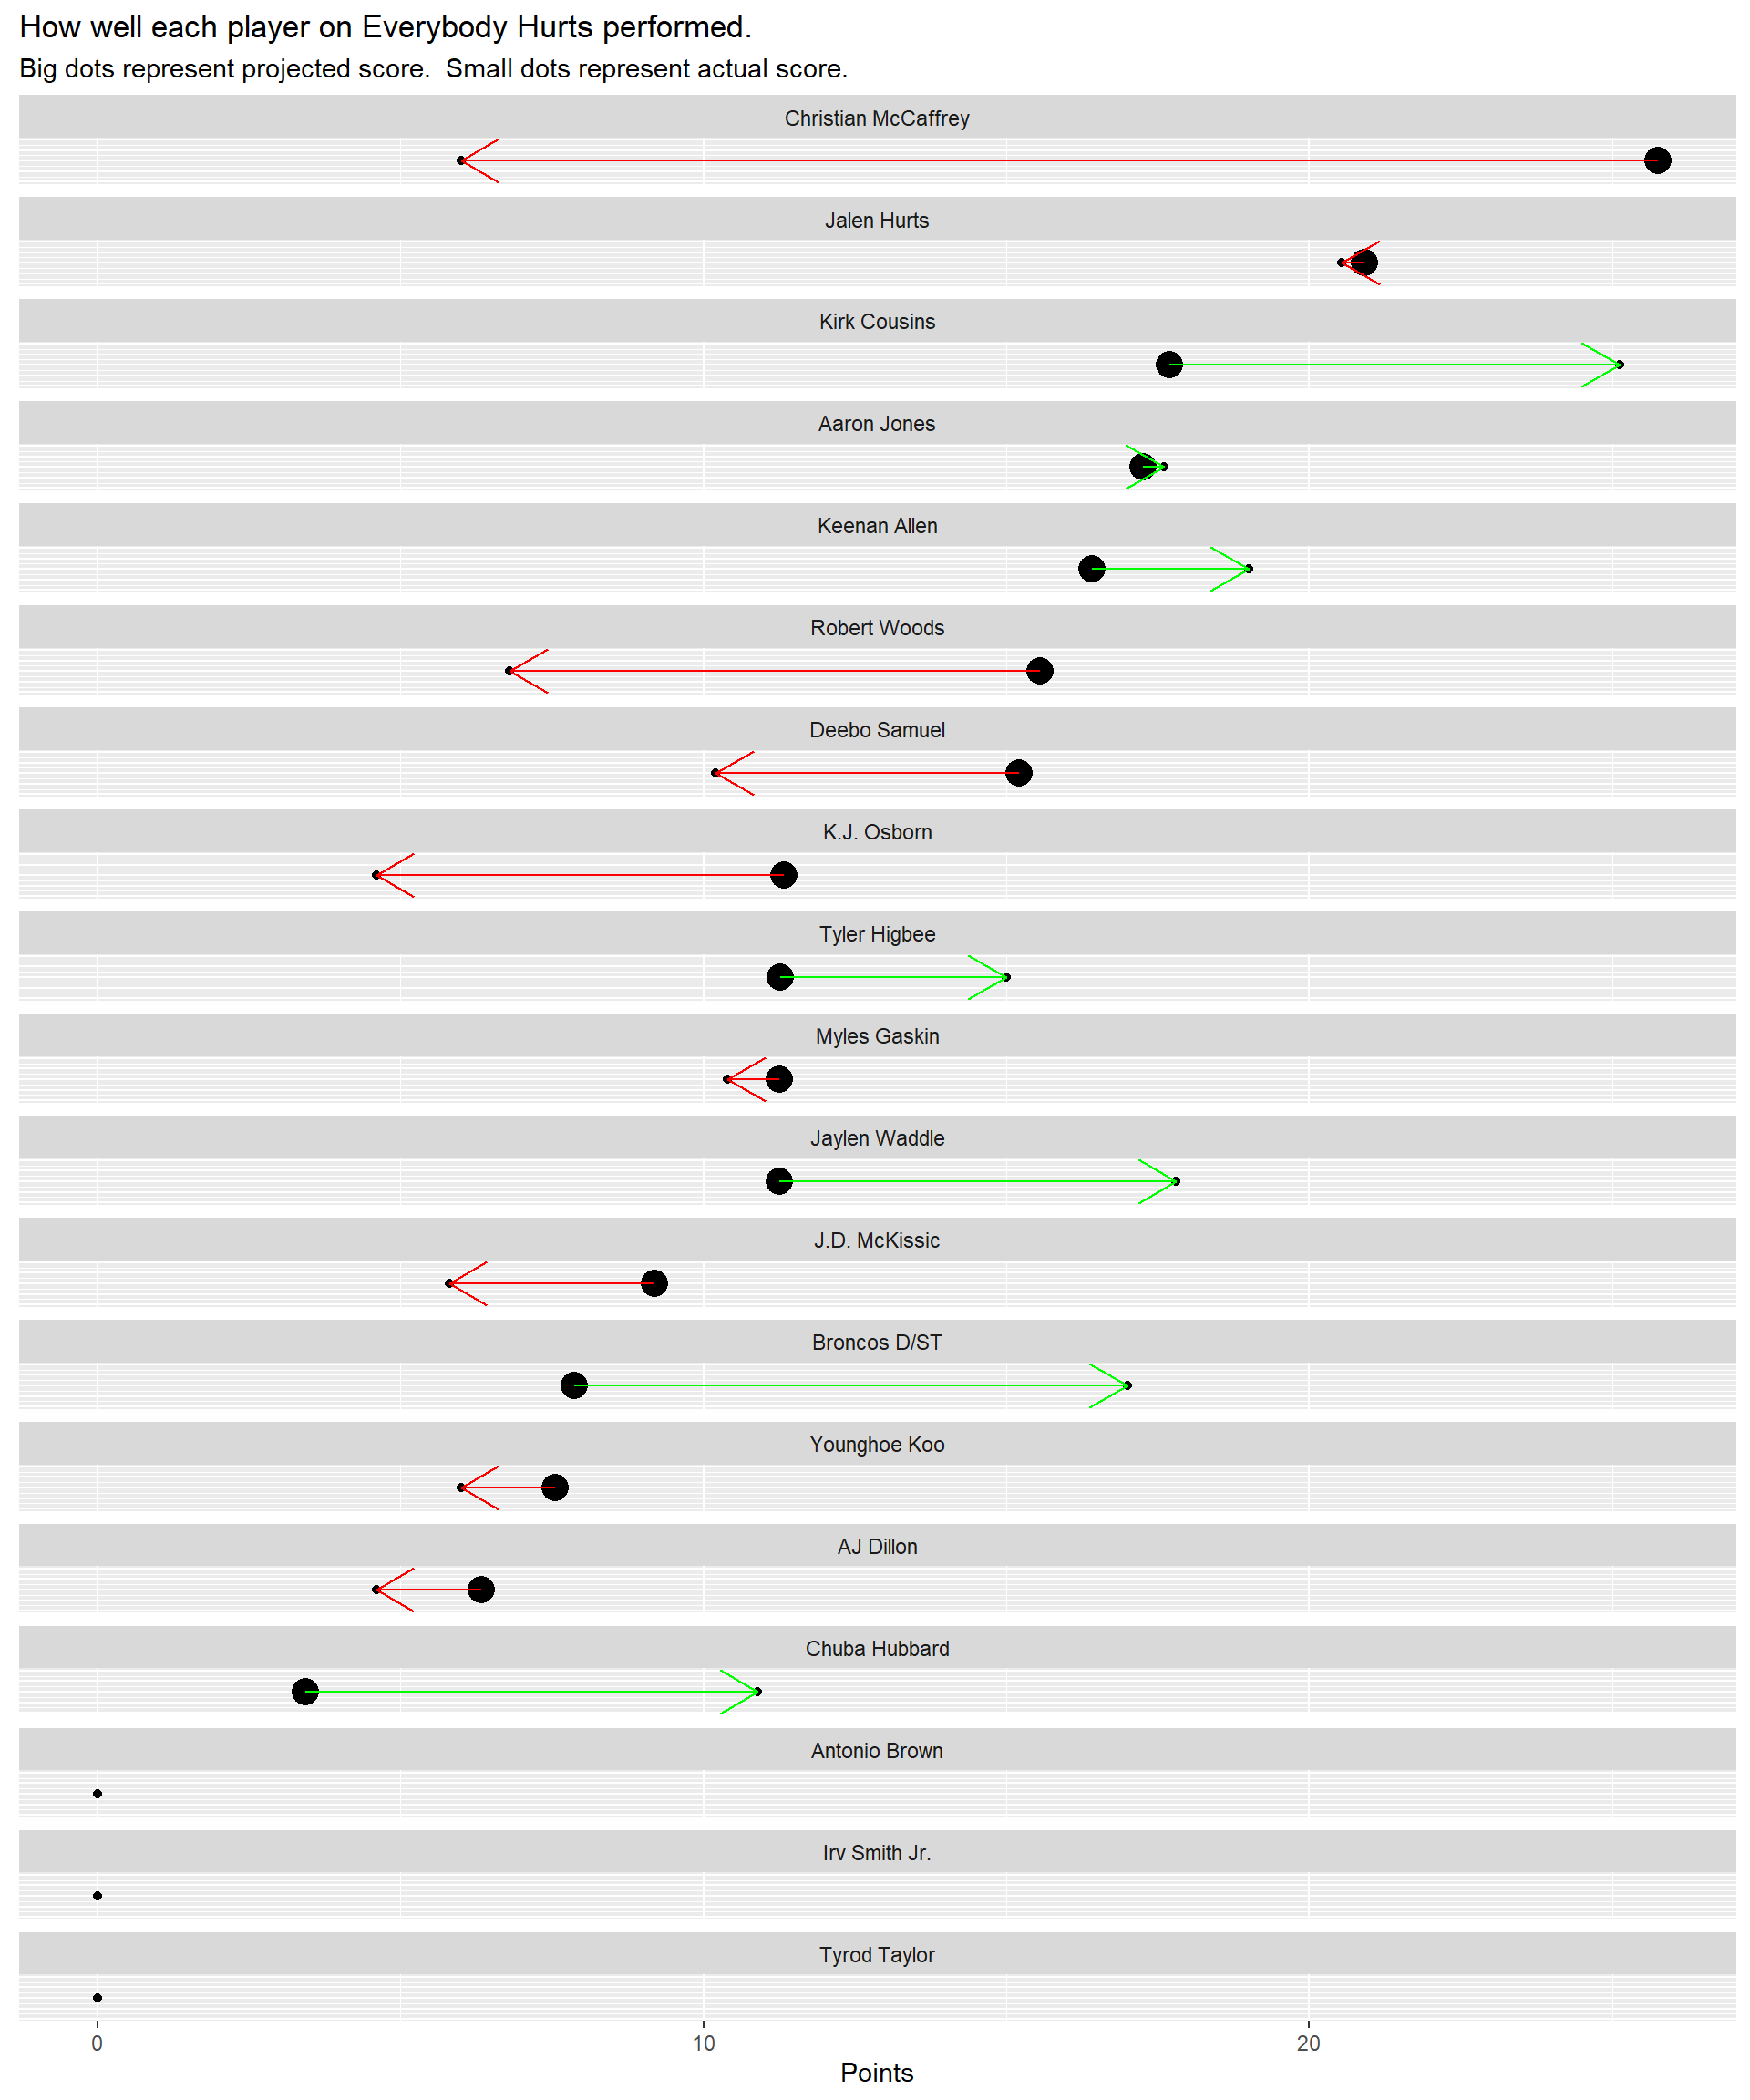 How well each player on Everybody Hurts performed.
Big dots represent projected score.  Small dots represent actual score.
Christian McCaffrey
Jalen Hurts
Kirk Cousins
Aaron Jones
Keenan Allen
Robert Woods
Deebo Samuel
K.J. Osborn
Tyler Higbee
Myles Gaskin
Jaylen Waddle
J.D. McKissic
Broncos D/ST
Younghoe Koo
AJ Dillon
Chuba Hubbard
Antonio Brown
Irv Smith Jr.
Tyrod Taylor
0 10 20
Points